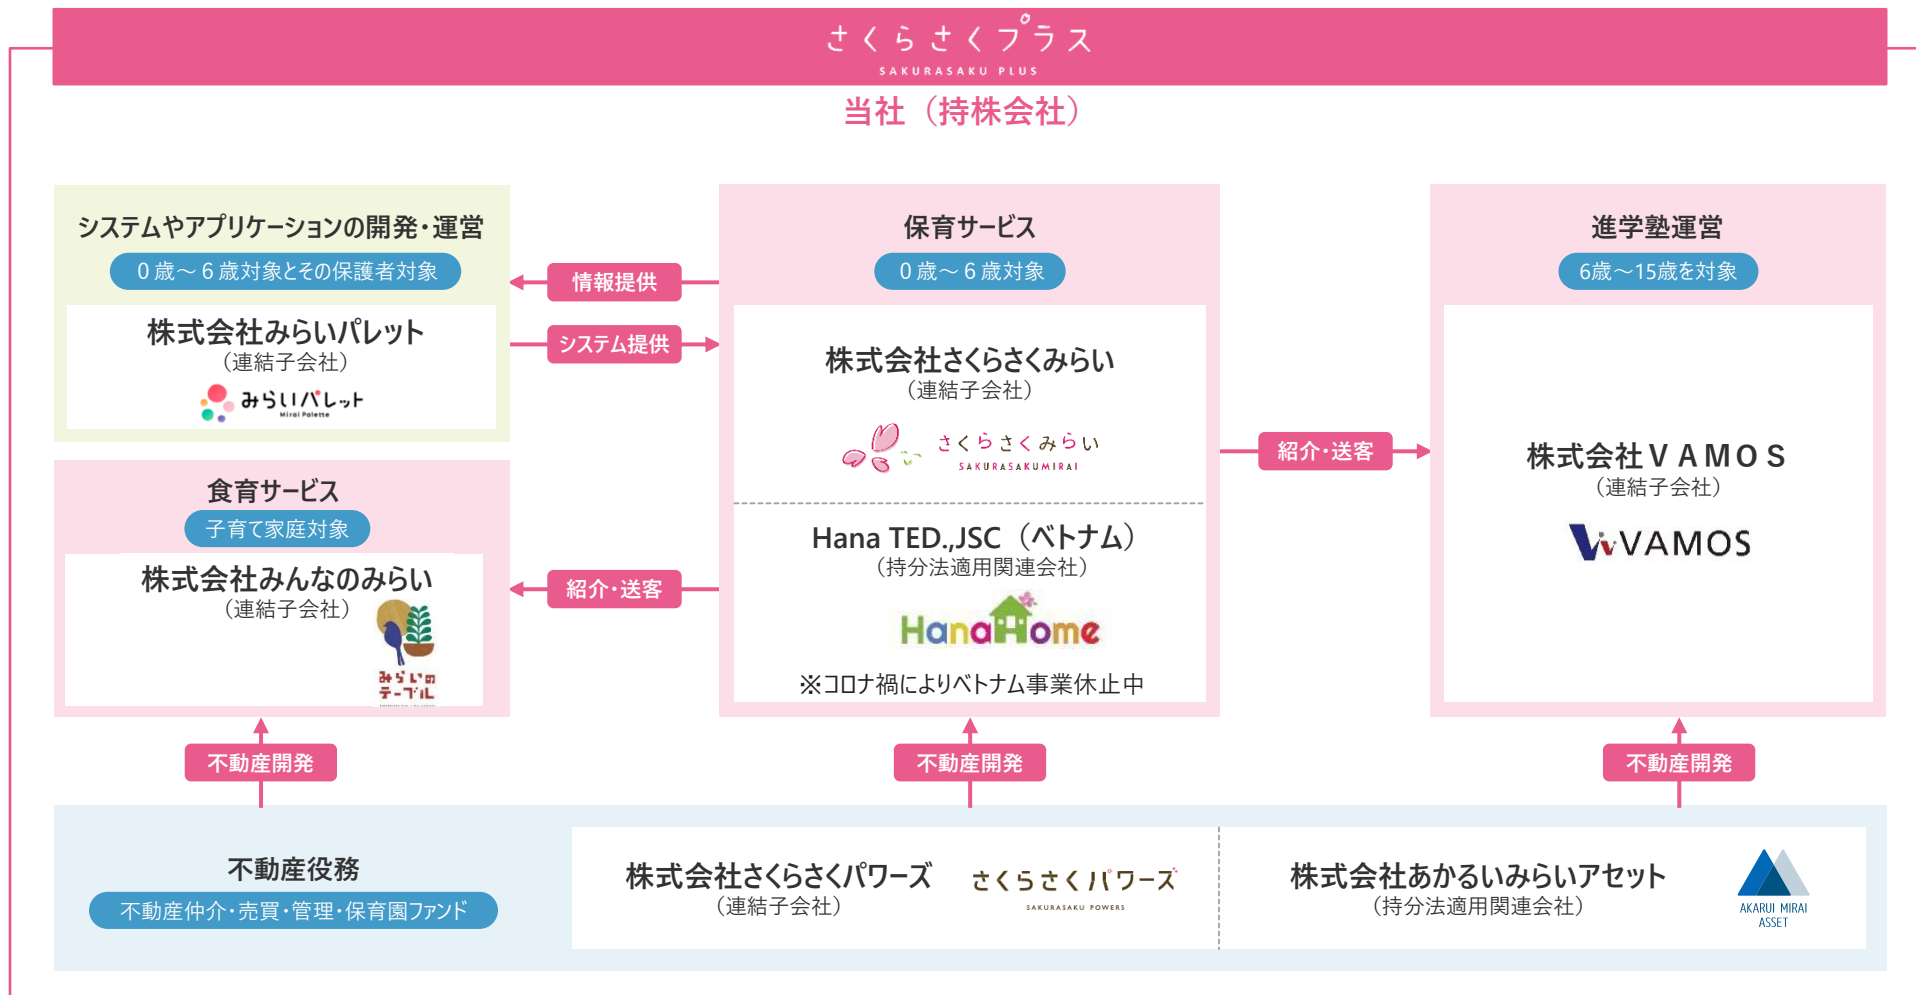 さくらさくプラス
SAKURASAKU PLUS
当社（持株会社）
システムやアプリケーションの開発・運営
０歳～６歳対象とその保護者対象
株式会社みらいパレット
（連結子会社）
みらいパレット
Mirai Palette
情報提供
システム提供
保育サービス
０歳～６歳対象
株式会社さくらさくみらい
（連結子会社）
さくらさくみらい
SAKURASAKUMIRAI
Hana TED.,JSC（ベトナム）
（持分法適用関連会社）
HanaHome
※コロナ禍によりベトナム事業休止中
紹介・送客
進学塾運営
6歳～15歳を対象
株式会社ＶＡＭＯＳ
（連結子会社）
VAMOS
食育サービス
子育て家庭対象
株式会社みんなのみらい
（連結子会社）
みらいの
テーブル
紹介・送客
不動産開発
不動産開発
不動産開発
不動産役務
不動産仲介・売買・管理・保育園ファンド
株式会社さくらさくパワーズ
（連結子会社）
さくらさくパワーズ
SAKURASAKU POWERS
株式会社あかるいみらいアセット
（持分法適用関連会社）
AKARUI MIRAI
ASSET